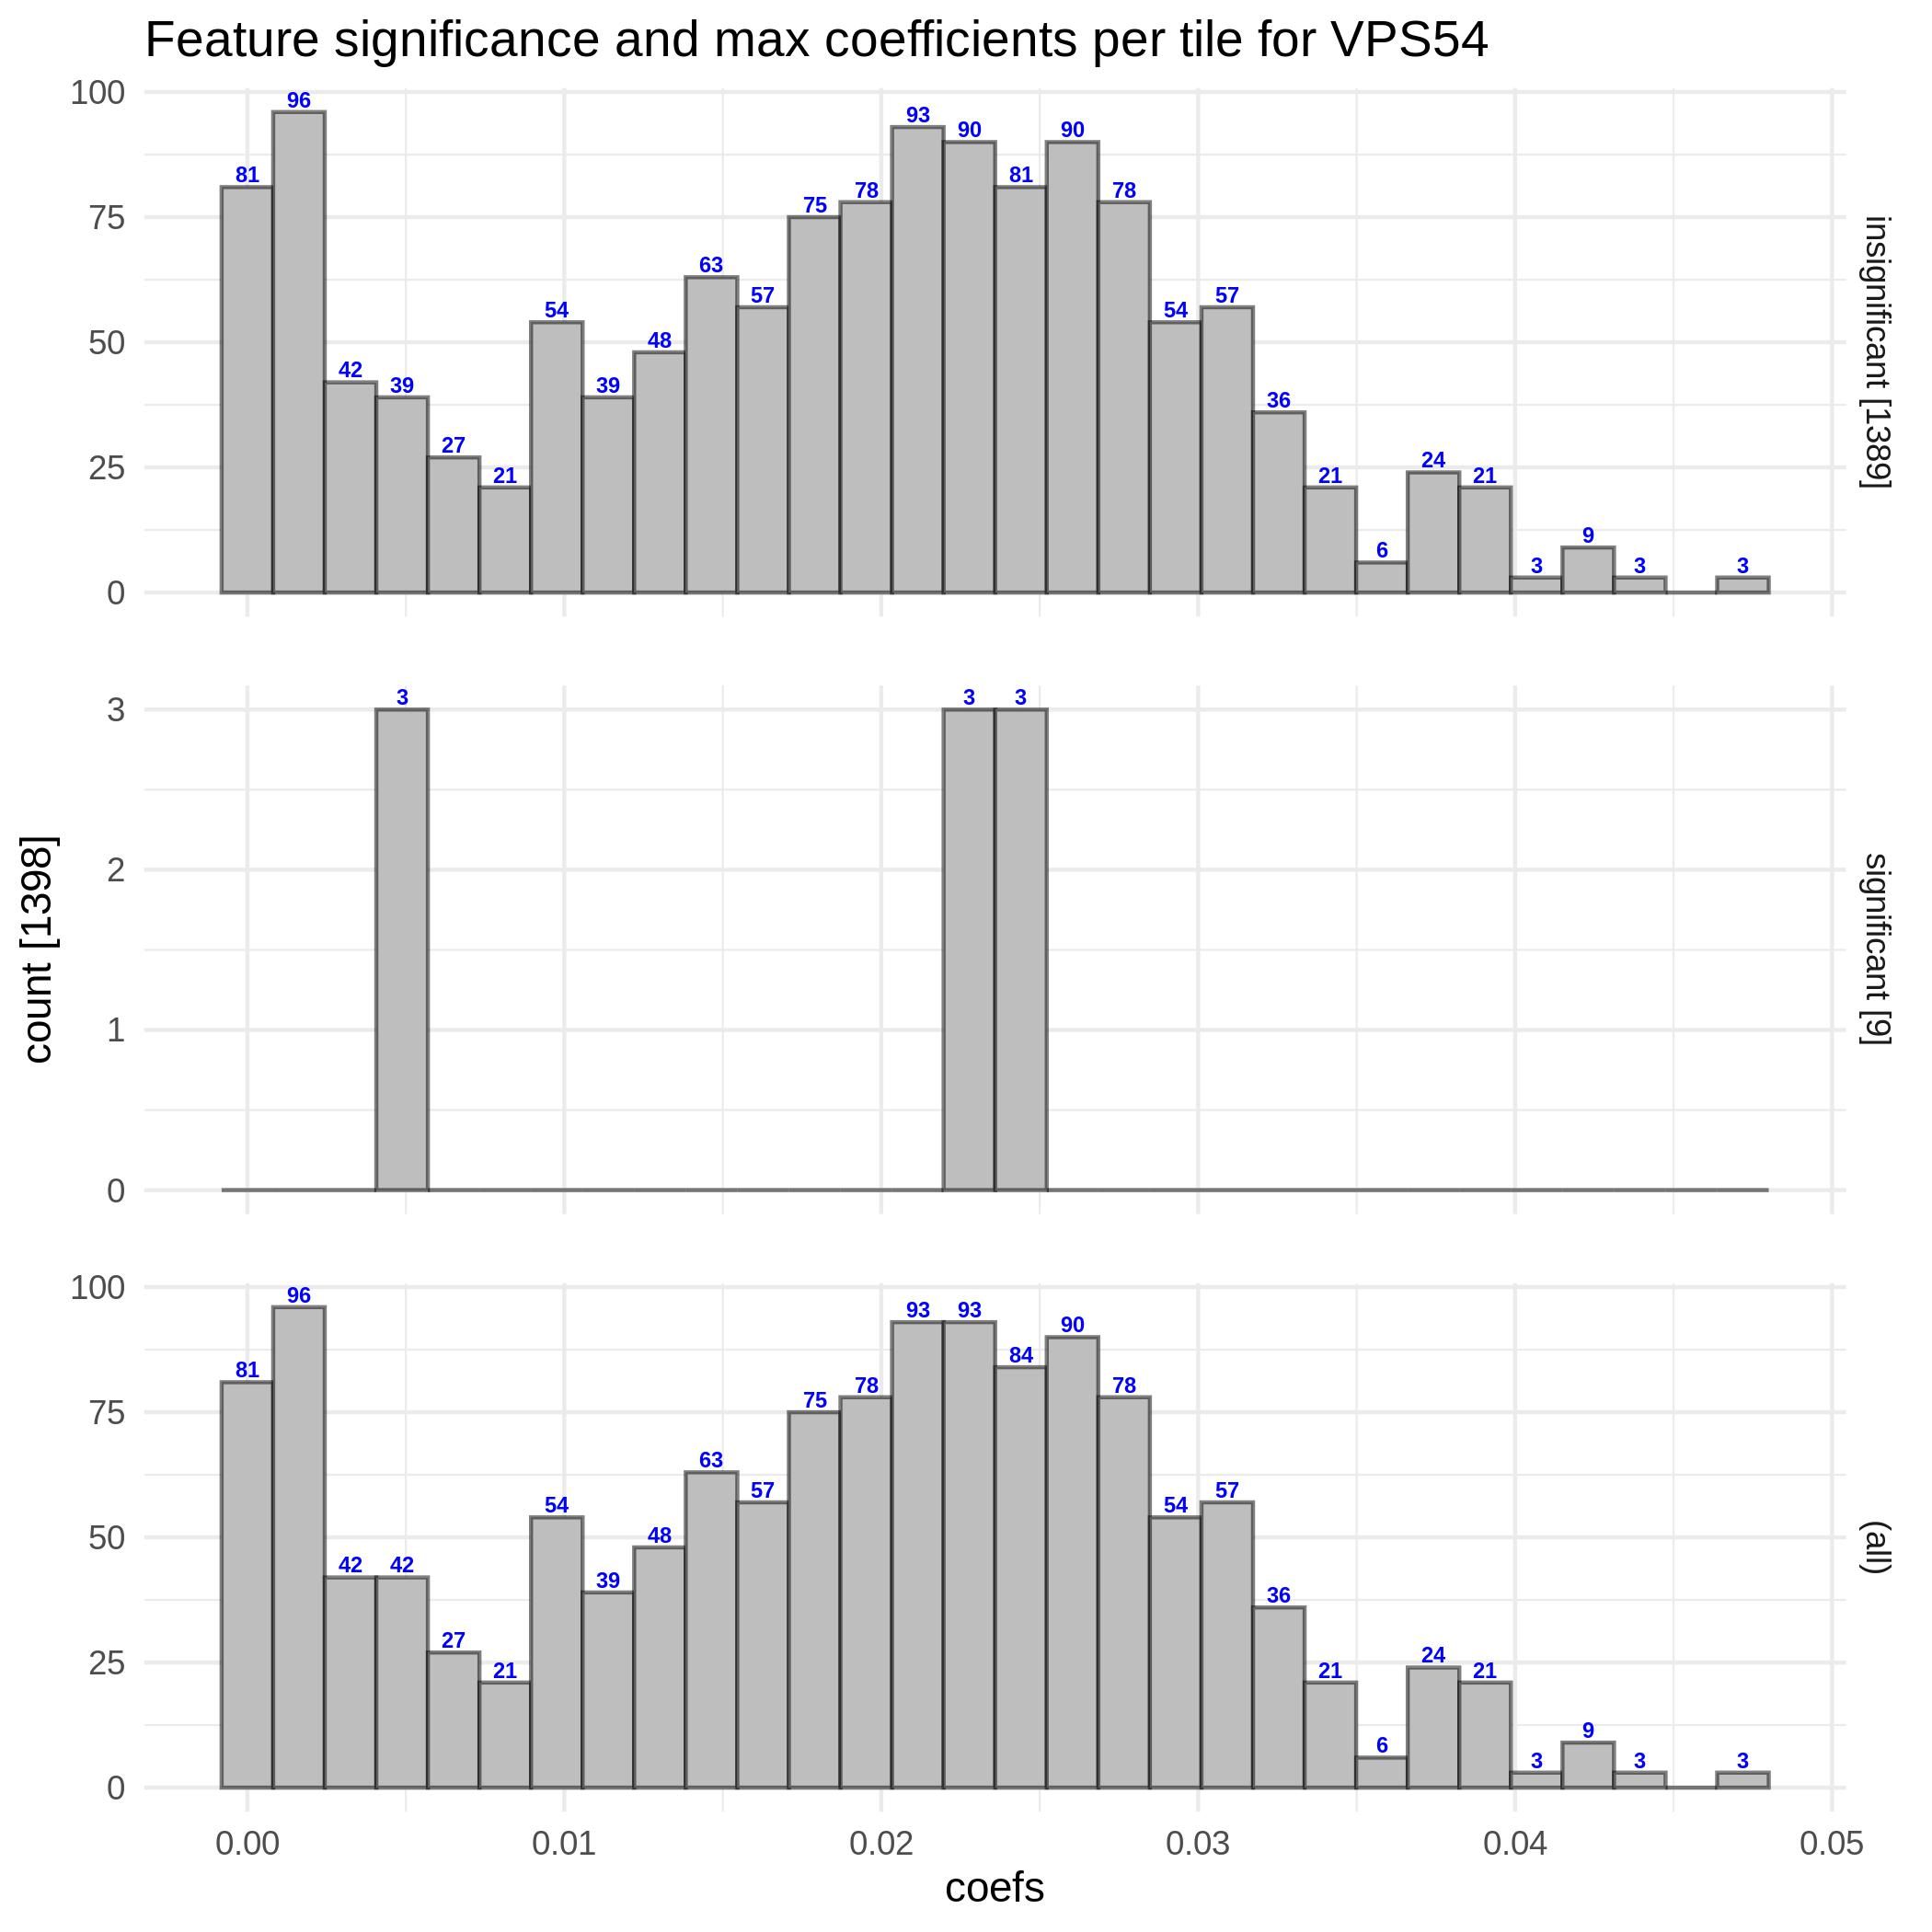 Feature significance and max coefficients per tile for VPS54
100
75
50
25
0
81 96 42 39 27 21 54 39 48 63 57 75 78 93 90 81 90 78 54 57 36 21 6 24 21 3 9 3 3
insignificant [1389]
count [1398]
3
2
1
0
3 3 3
significant [9]
100
75
50
25
0
81 96 42 42 27 21 54 39 48 63 57 75 78 93 93 84 90 78 54 57 36 21 6 24 21 3 9 3 3
(all)
0.00 0.01 0.02 0.03 0.04 0.05
coefs